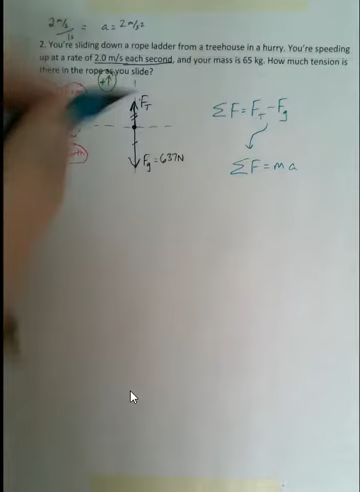 2 m/s / 1s = a = 2 m/s²
2. You're sliding down a rope ladder from a treehouse in a hurry. You're speeding
up at a rate of 2.0 m/s each second, and your mass is 65 kg. How much tension is
there in the rope as you slide?
+↑
F_T
ΣF = F_T - F_g
F_g = 637N
ΣF = ma